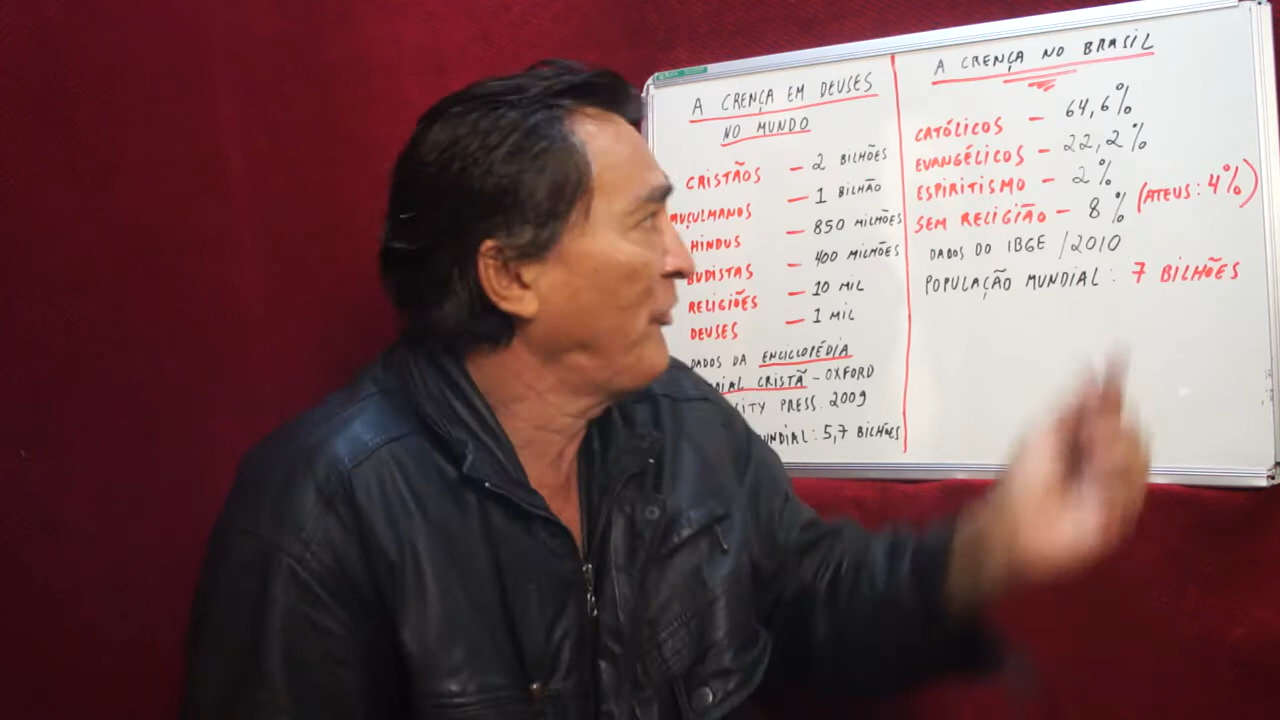 A CRENÇA EM DEUSES
NO MUNDO
CRISTÃOS — 2 BILHÕES
MUÇULMANOS — 1 BILHÃO
HINDUS — 850 MILHÕES
BUDISTAS — 400 MILHÕES
RELIGIÕES — 10 MIL
DEUSES — 1 MIL
DADOS DA ENCICLOPÉDIA
CRISTÃ - OXFORD
PRESS. 2009
: 5,7 BILHÕES
A CRENÇA NO BRASIL
CATÓLICOS — 64,6%
EVANGÉLICOS — 22,2%
ESPIRITISMO — 2%
SEM RELIGIÃO — 8% (ATEUS: 4%)
DADOS DO IBGE / 2010
POPULAÇÃO MUNDIAL: 7 BILHÕES